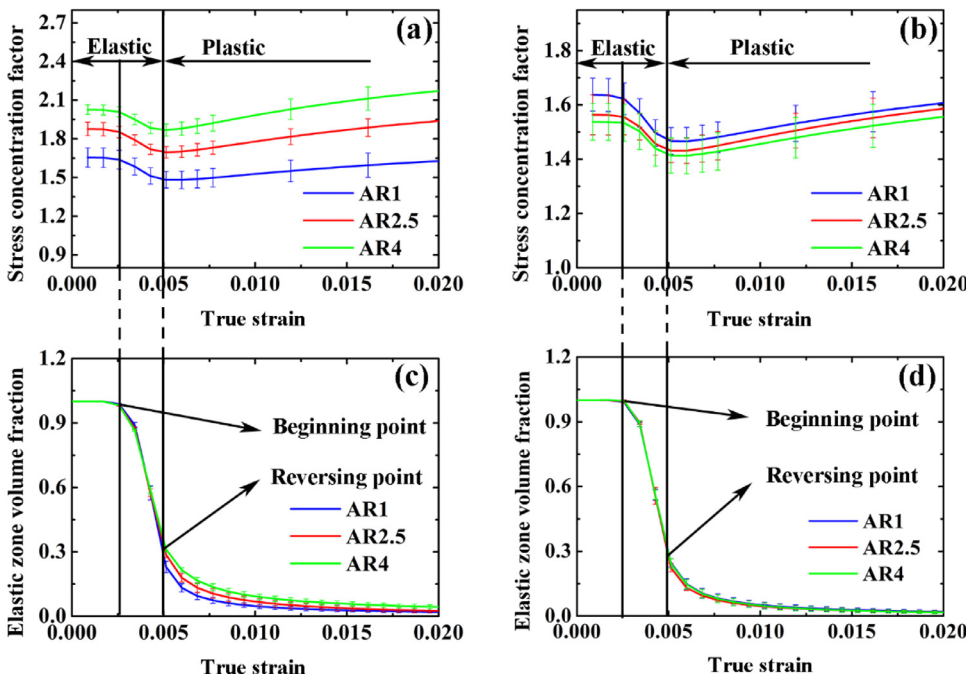 (a)
Elastic Plastic
Stress concentration factor
2.7
2.4
2.1
1.8
1.5
1.2
0.9
AR1
AR2.5
AR4
0.000 0.005 0.010 0.015 0.020
True strain
(b)
Elastic Plastic
Stress concentration factor
1.8
1.6
1.4
1.2
1.0
AR1
AR2.5
AR4
0.000 0.005 0.010 0.015 0.020
True strain
(c)
Elastic zone volume fraction
1.2
0.9
0.6
0.3
0.0
Beginning point
Reversing point
AR1
AR2.5
AR4
0.000 0.005 0.010 0.015 0.020
True strain
(d)
Elastic zone volume fraction
1.2
0.9
0.6
0.3
0.0
Beginning point
Reversing point
AR1
AR2.5
AR4
0.000 0.005 0.010 0.015 0.020
True strain